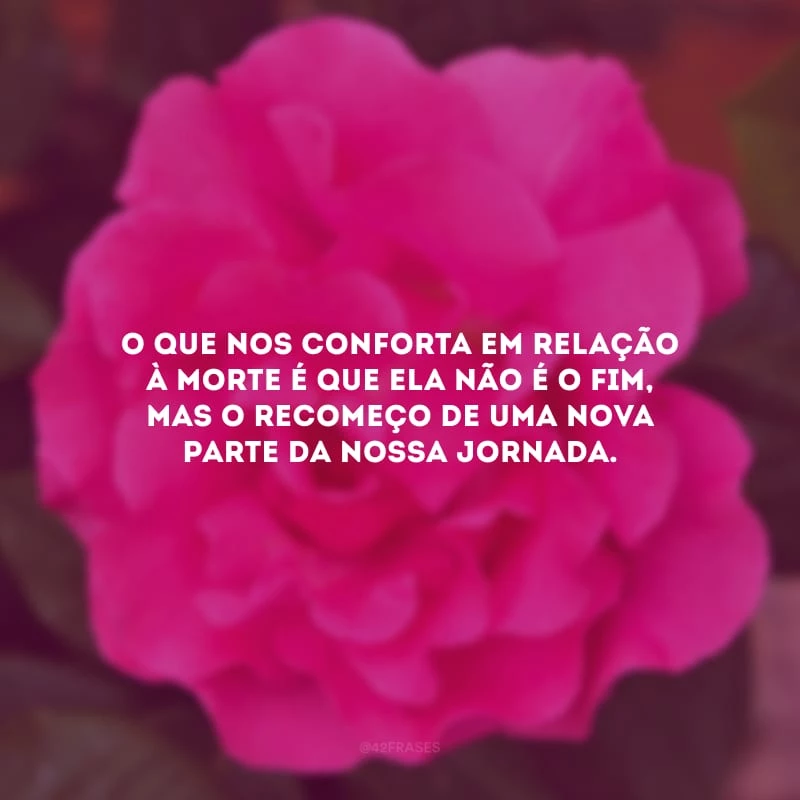 O QUE NOS CONFORTA EM RELAÇÃO
À MORTE É QUE ELA NÃO É O FIM,
MAS O RECOMEÇO DE UMA NOVA
PARTE DA NOSSA JORNADA.
@42FRASES